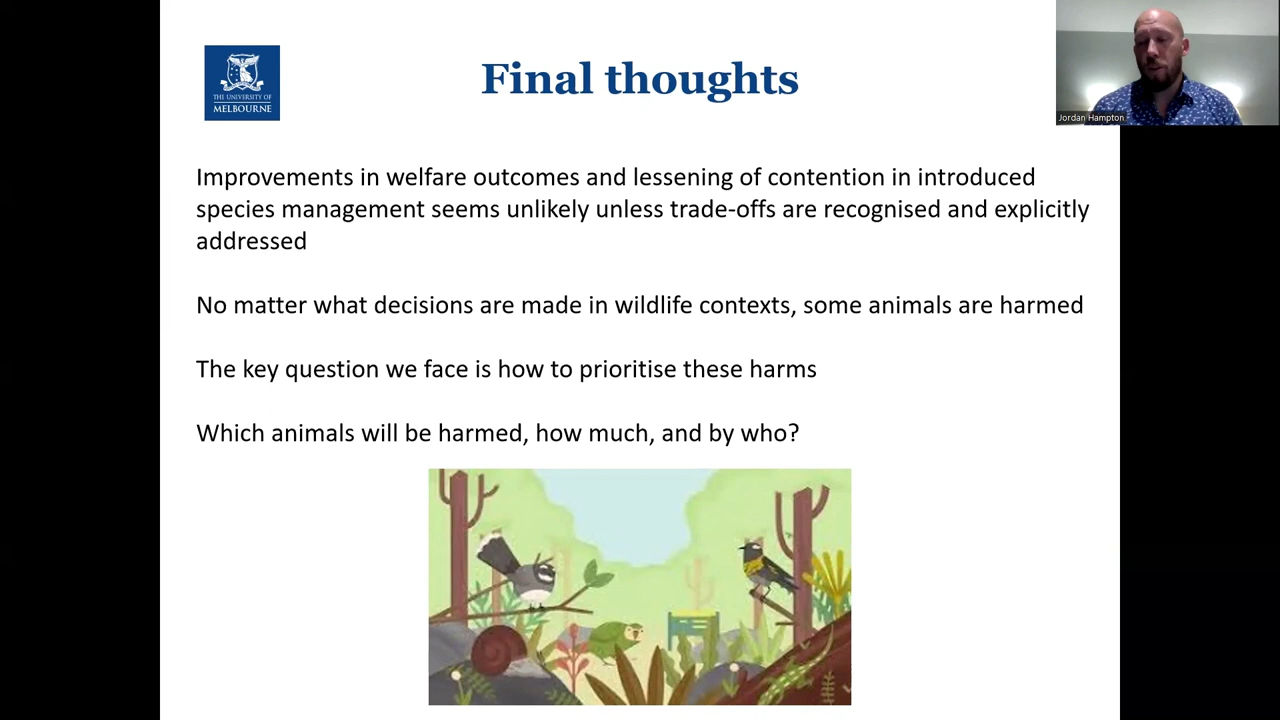 THE UNIVERSITY OF
MELBOURNE
Final thoughts
Jordan Hampton
Improvements in welfare outcomes and lessening of contention in introduced
species management seems unlikely unless trade-offs are recognised and explicitly
addressed
No matter what decisions are made in wildlife contexts, some animals are harmed
The key question we face is how to prioritise these harms
Which animals will be harmed, how much, and by who?